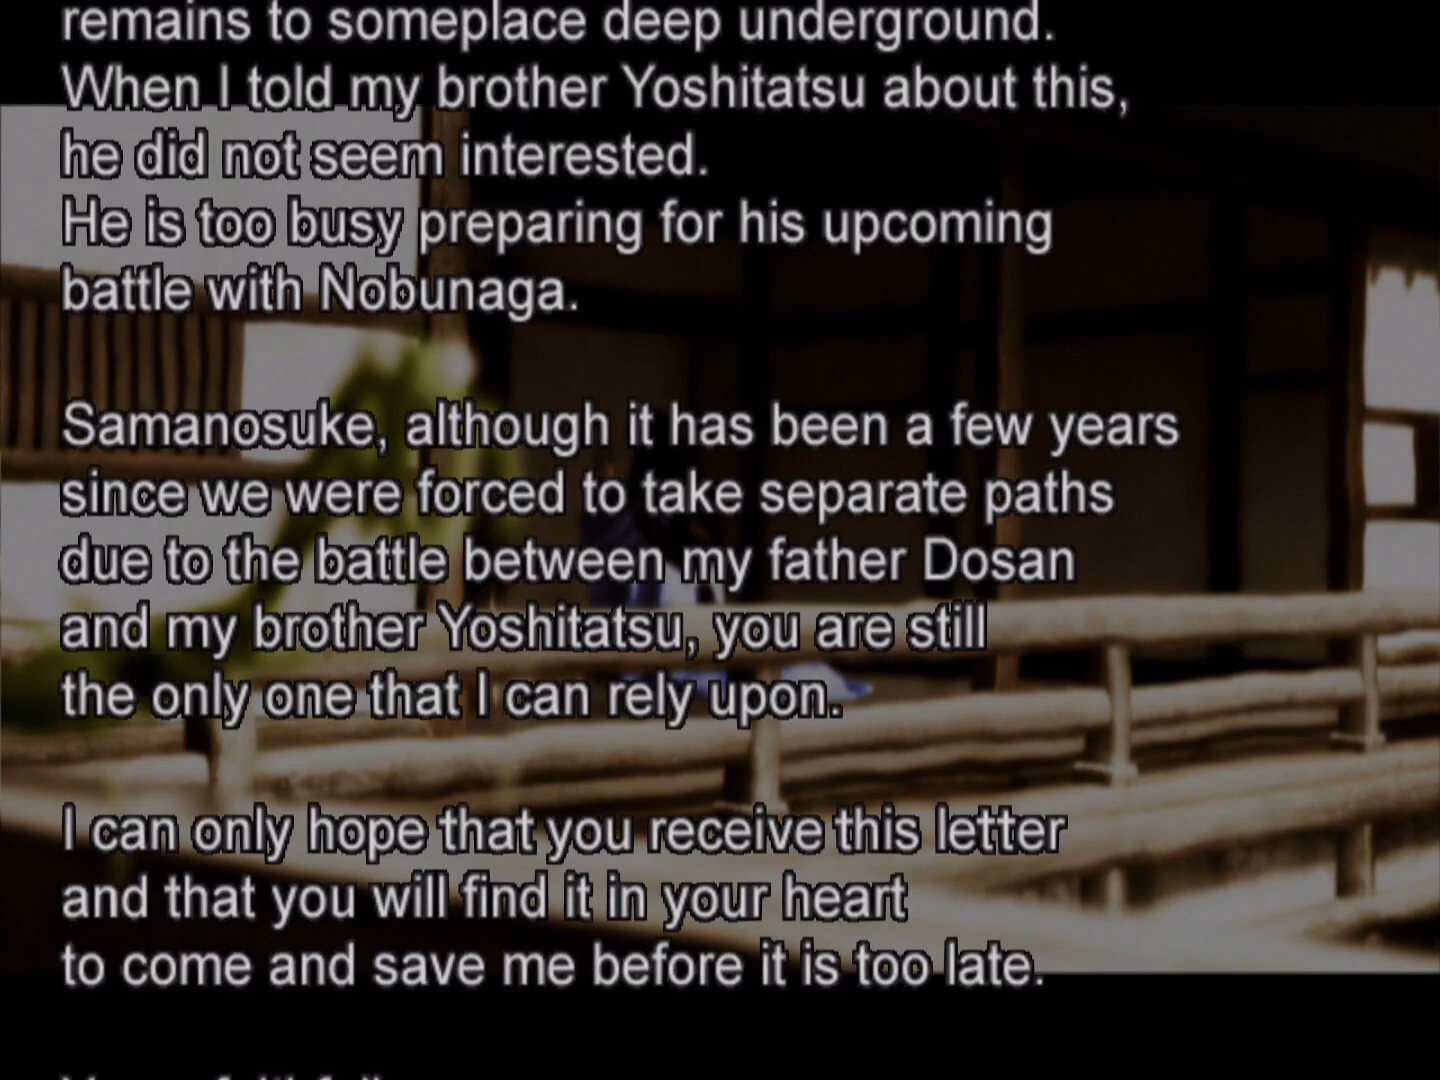 remains to someplace deep underground.
When I told my brother Yoshitatsu about this,
he did not seem interested.
He is too busy preparing for his upcoming
battle with Nobunaga.
Samanosuke, although it has been a few years
since we were forced to take separate paths
due to the battle between my father Dosan
and my brother Yoshitatsu, you are still
the only one that I can rely upon.
I can only hope that you receive this letter
and that you will find it in your heart
to come and save me before it is too late.